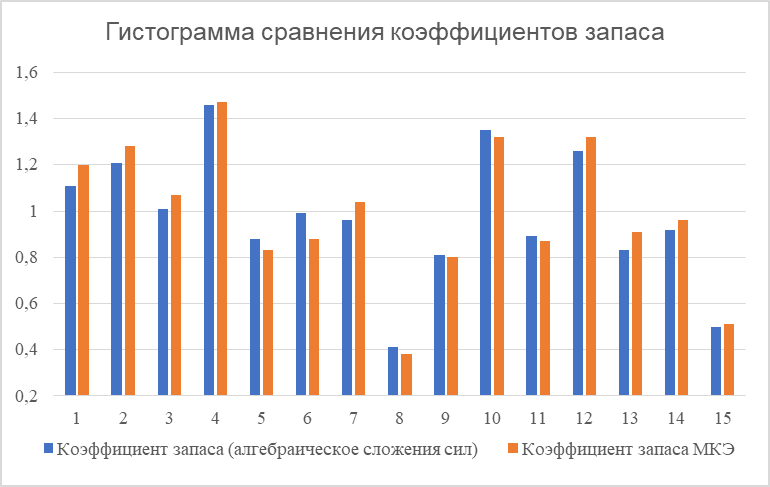 Гистограмма сравнения коэффициентов запаса
1,6
1,4
1,2
1
0,8
0,6
0,4
0,2
1 2 3 4 5 6 7 8 9 10 11 12 13 14 15
Коэффициент запаса (алгебраическое сложения сил) Коэффициент запаса МКЭ